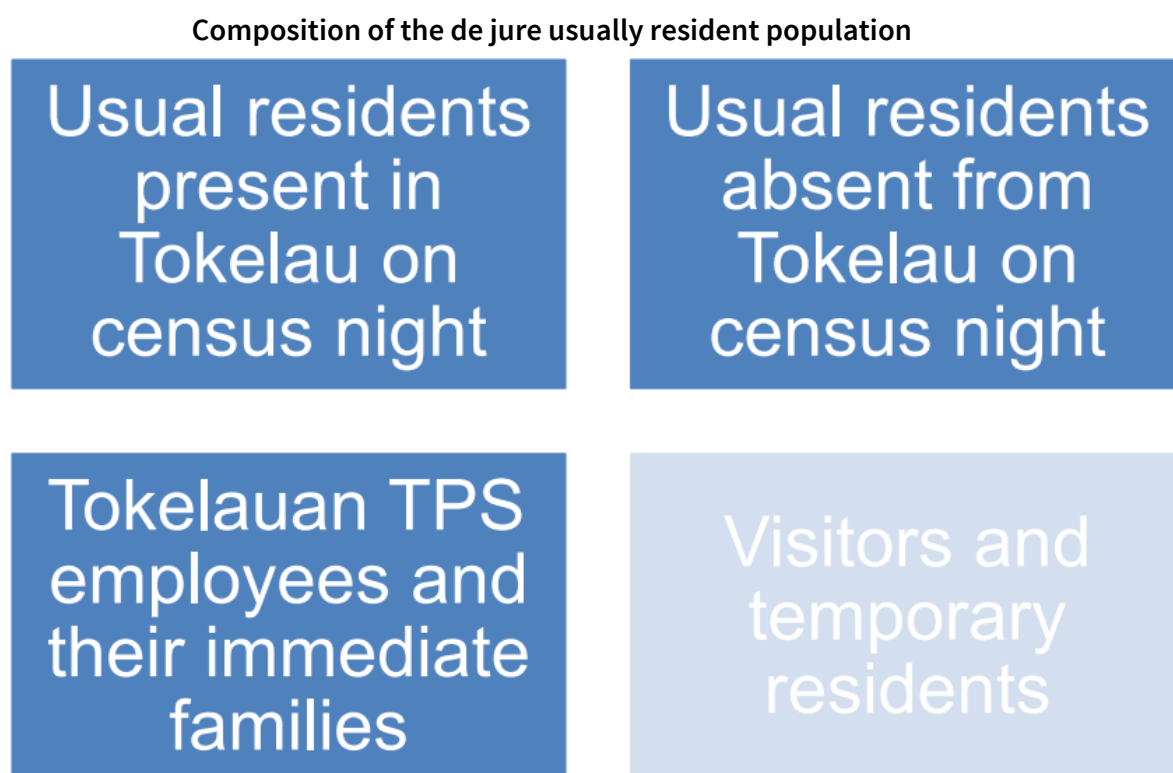 Composition of the de jure usually resident population
Usual residents
present in
Tokelau on
census night
Usual residents
absent from
Tokelau on
census night
Tokelauan TPS
employees and
their immediate
families
Visitors and
temporary
residents